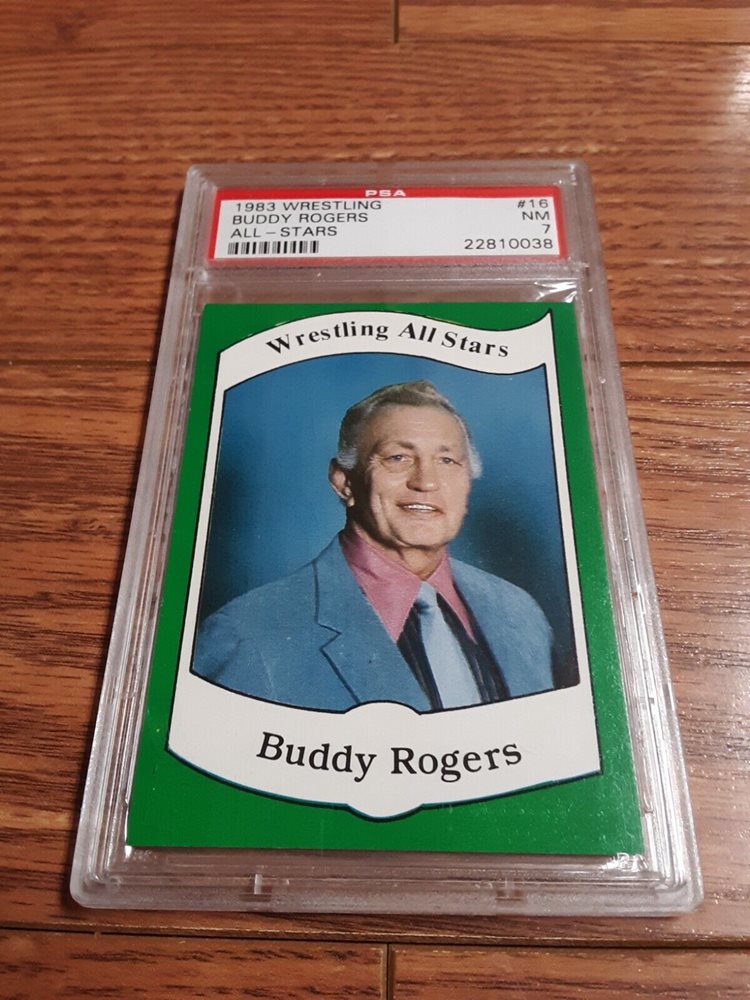 PSA
1983 WRESTLING #16
BUDDY ROGERS NM
ALL-STARS 7
22810038
Wrestling All Stars
Buddy Rogers